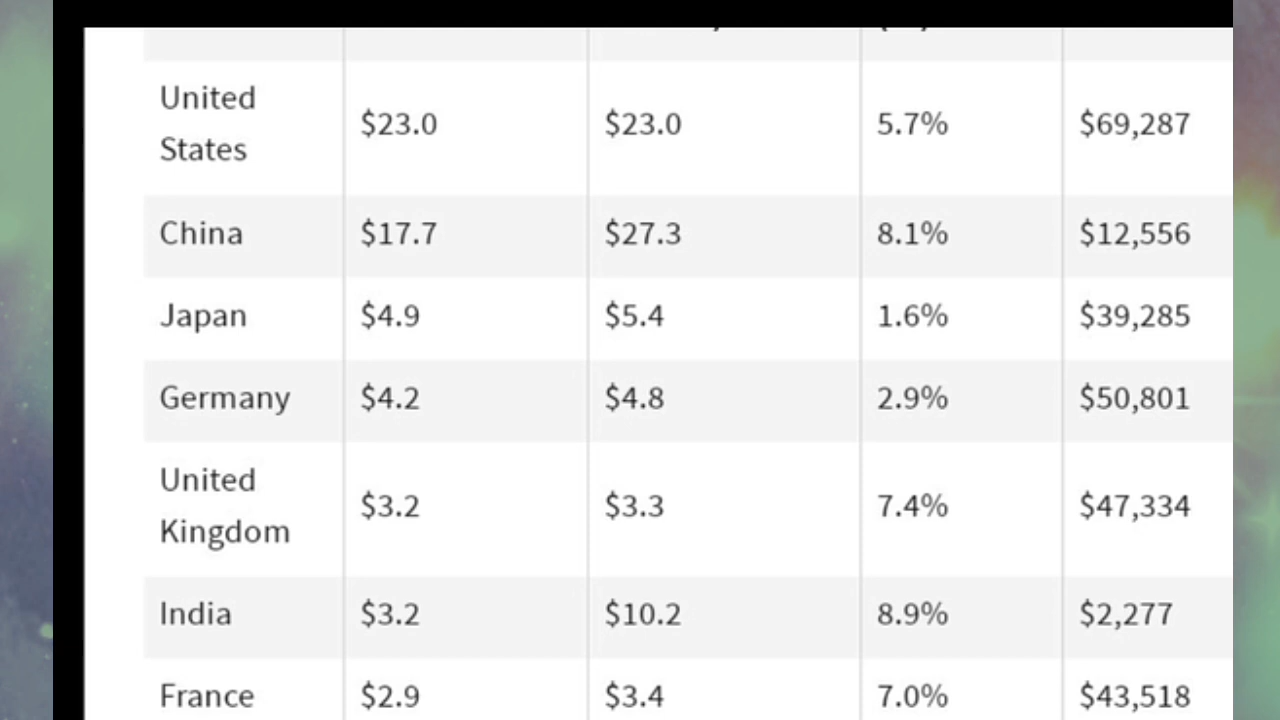 United States $23.0 $23.0 5.7% $69,287
China $17.7 $27.3 8.1% $12,556
Japan $4.9 $5.4 1.6% $39,285
Germany $4.2 $4.8 2.9% $50,801
United Kingdom $3.2 $3.3 7.4% $47,334
India $3.2 $10.2 8.9% $2,277
France $2.9 $3.4 7.0% $43,518